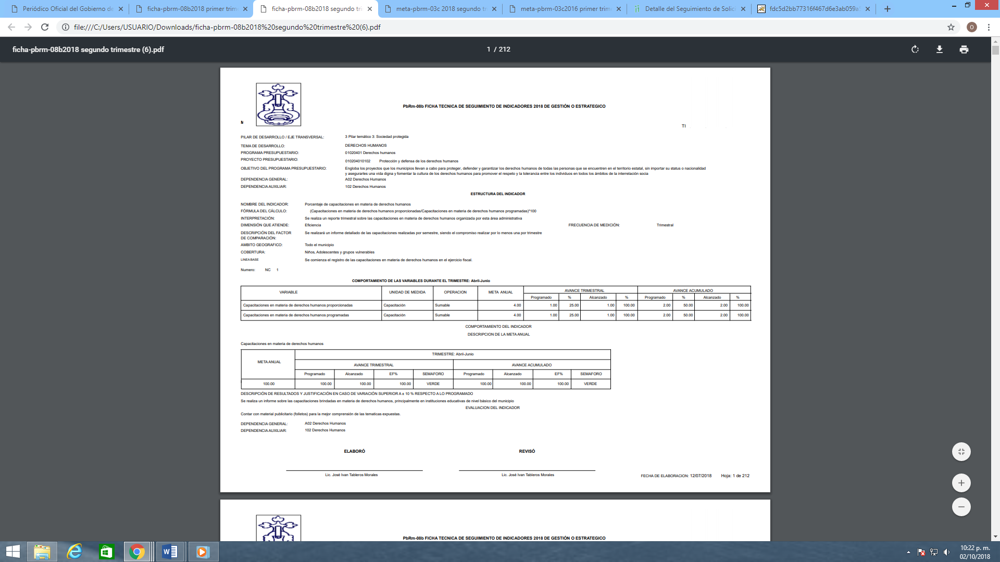 Periódico Oficial del Gobierno de
ficha-pbrm-08b2018 primer trim
ficha-pbrm-08b2018 segundo tri
meta-pbrm-03c 2018 segundo t
meta-pbrm-03c2016 primer trim
Detalle del Seguimiento de Solic
fdc5d2bb77316f467d6e3ab059a
file:///C:/Users/USUARIO/Downloads/ficha-pbrm-08b2018%20segundo%20trimestre%20(6).pdf
O
ficha-pbrm-08b2018 segundo trimestre (6).pdf
1 / 212
PbRm-08b FICHA TECNICA DE SEGUIMIENTO DE INDICADORES 2018 DE GESTIÓN O ESTRATEGICO
TI
PILAR DE DESARROLLO / EJE TRANSVERSAL: 3 Pilar temático 3: Sociedad protegida
TEMA DE DESARROLLO: DERECHOS HUMANOS
PROGRAMA PRESUPUESTARIO: 01020401 Derechos humanos
PROYECTO PRESUPUESTARIO: 010204010102 Protección y defensa de los derechos humanos
OBJETIVO DEL PROGRAMA PRESUPUESTARIO: Engloba los proyectos que los municipios llevan a cabo para proteger, defender y garantizar los derechos humanos de todas las personas que se encuentren en el territorio estatal, sin importar su status o nacionalidad
y asegurarles una vida digna y fomentar la cultura de los derechos humanos para promover el respeto y la tolerancia entre los individuos en todos los ámbitos de la interrelación socia
DEPENDENCIA GENERAL: A02 Derechos Humanos
DEPENDENCIA AUXILIAR: 102 Derechos Humanos
ESTRUCTURA DEL INDICADOR
NOMBRE DEL INDICADOR: Porcentaje de capacitaciones en materia de derechos humanos
FÓRMULA DEL CÁLCULO: (Capacitaciones en materia de derechos humanos proporcionadas/Capacitaciones en materia de derechos humanos programadas)*100
INTERPRETACIÓN: Se realiza un reporte trimestral sobre las capacitaciones en materia de derechos humanos organizada por esta área administrativa
DIMENSIÓN QUE ATIENDE: Eficiencia FRECUENCIA DE MEDICIÓN: Trimestral
DESCRIPCIÓN DEL FACTOR Se realizará un informe detallado de las capacitaciones realizadas por semestre, siendo el compromiso realizar por lo menos una por trimestre
DE COMPARACIÓN:
AMBITO GEOGRAFICO: Todo el municipio
COBERTURA: Niños, Adolescentes y grupos vulnerables
LINEA BASE Se comienza el registro de las capacitaciones en materia de derechos humanos en el ejercicio fiscal.
Numero: NC 1
COMPORTAMIENTO DE LAS VARIABLES DURANTE EL TRIMESTRE: Abril-Junio
VARIABLE UNIDAD DE MEDIDA OPERACION META ANUAL AVANCE TRIMESTRAL AVANCE ACUMULADO
Programado % Alcanzado % Programado % Alcanzado %
Capacitaciones en materia de derechos humanos proporcionadas Capacitación Sumable 4.00 1.00 25.00 1.00 100.00 2.00 50.00 2.00 100.00
Capacitaciones en materia de derechos humanos programadas Capacitación Sumable 4.00 1.00 25.00 1.00 100.00 2.00 50.00 2.00 100.00
COMPORTAMIENTO DEL INDICADOR
DESCRIPCION DE LA META ANUAL
Capacitaciones en materia de derechos humanos
TRIMESTRE: Abril-Junio
META ANUAL AVANCE TRIMESTRAL AVANCE ACUMULADO
Programado Alcanzado EF% SEMAFORO Programado Alcanzado EF% SEMAFORO
100.00 100.00 100.00 100.00 VERDE 100.00 100.00 100.00 VERDE
DESCRIPCIÓN DE RESULTADOS Y JUSTIFICACIÓN EN CASO DE VARIACIÓN SUPERIOR A ± 10 % RESPECTO A LO PROGRAMADO
Se realiza un informe sobre las capacitaciones brindadas en materia de derechos humanos, principalmente en instituciones educativas de nivel básico del municipio
EVALUACION DEL INDICADOR
Contar con material publicitario (folletos) para la mejor comprensión de las tematicas expuestas.
DEPENDENCIA GENERAL: A02 Derechos Humanos
DEPENDENCIA AUXILIAR: 102 Derechos Humanos
ELABORÓ REVISÓ
Lic. José Ivan Tableros Morales Lic. José Ivan Tableros Morales FECHA DE ELABORACION: 12/07/2018 Hoja: 1 de 212
PbRm-08b FICHA TECNICA DE SEGUIMIENTO DE INDICADORES 2018 DE GESTIÓN O ESTRATEGICO
10:22 p. m.
02/10/2018